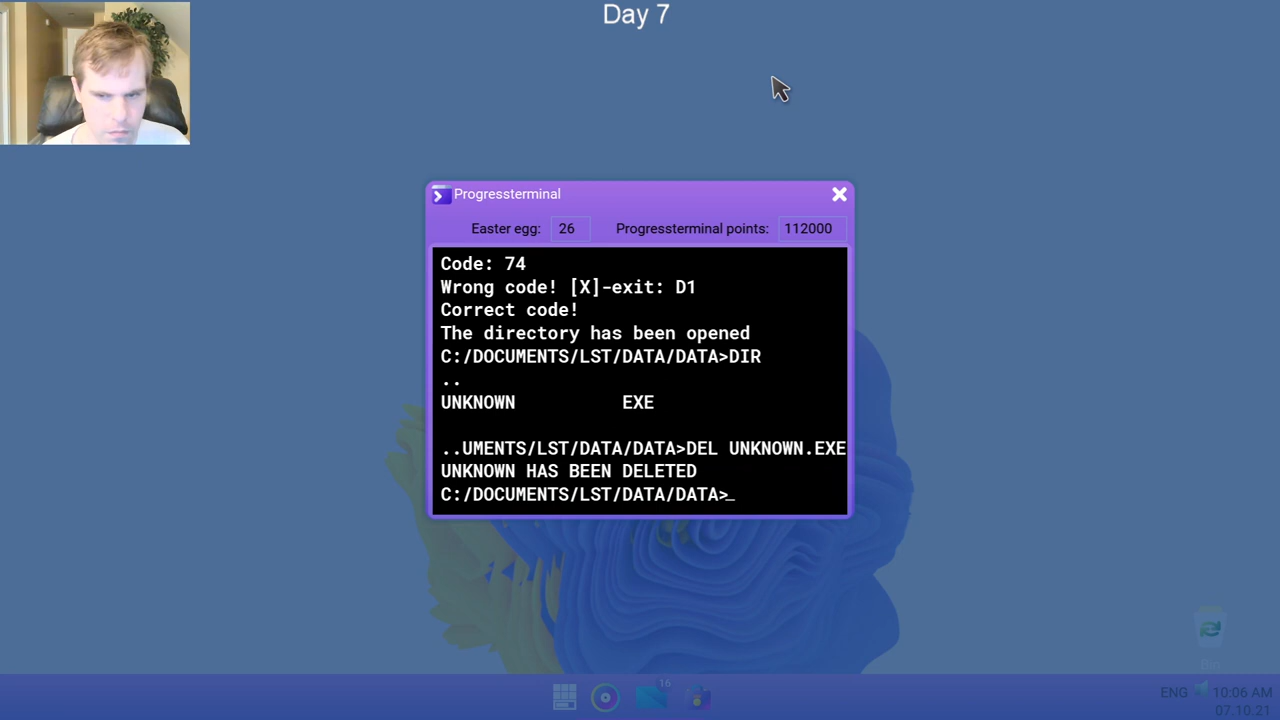 Day 7
Progressterminal
Easter egg: 26 Progressterminal points: 112000
Code: 74
Wrong code! [X]-exit: D1
Correct code!
The directory has been opened
C:/DOCUMENTS/LST/DATA/DATA>DIR
..
UNKNOWN EXE
..UMENTS/LST/DATA/DATA>DEL UNKNOWN.EXE
UNKNOWN HAS BEEN DELETED
C:/DOCUMENTS/LST/DATA/DATA>_
Bin
16
ENG 10:06 AM
07.10.21